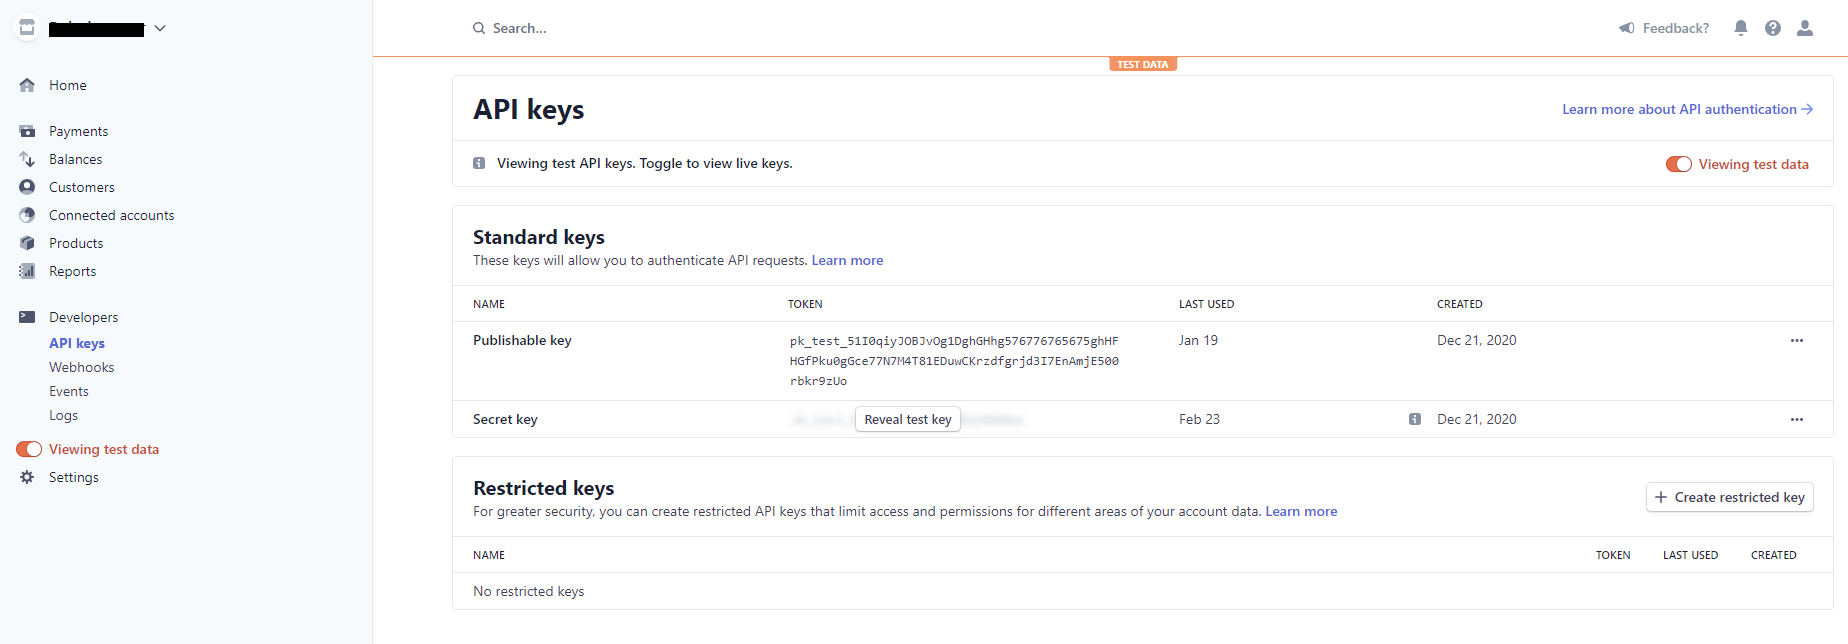 Search...
Feedback?
TEST DATA
Home
Payments
Balances
Customers
Connected accounts
Products
Reports
Developers
API keys
Webhooks
Events
Logs
Viewing test data
Settings
API keys
Learn more about API authentication →
Viewing test API keys. Toggle to view live keys.
Viewing test data
Standard keys
These keys will allow you to authenticate API requests. Learn more
NAME TOKEN LAST USED CREATED
Publishable key pk_test_51I0qiyJOBJvOg1DghGHhg576776765675ghHF Jan 19 Dec 21, 2020 ···
HGfPku0gGce77N7M4T81EDuwCKrzdfgrjd3I7EnAmjE500
rbkr9zUo
Secret key Reveal test key Feb 23 Dec 21, 2020 ···
Restricted keys
For greater security, you can create restricted API keys that limit access and permissions for different areas of your account data. Learn more
+ Create restricted key
NAME TOKEN LAST USED CREATED
No restricted keys